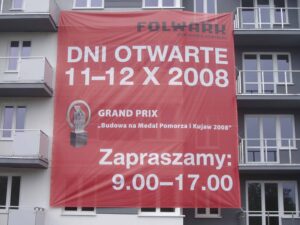 FOLWARK
DNI OTWARTE
11–12 X 2008
GRAND PRIX
„Budowa na Medal Pomorza i Kujaw 2008"
Zapraszamy:
9.00–17.00